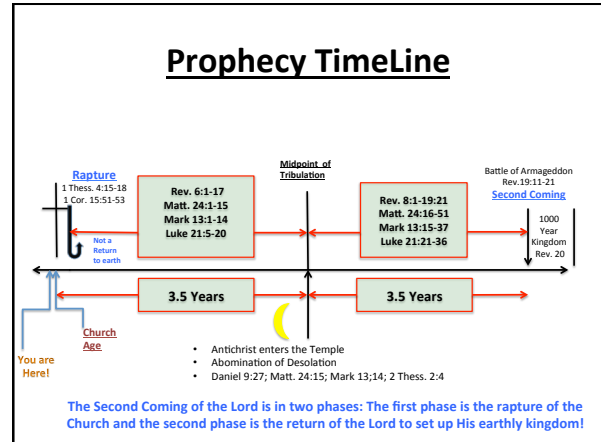 Prophecy TimeLine
Rapture
1 Thess. 4:15-18
1 Cor. 15:51-53
Not a
Return
to earth
Rev. 6:1-17
Matt. 24:1-15
Mark 13:1-14
Luke 21:5-20
Midpoint of
Tribulation
Rev. 8:1-19:21
Matt. 24:16-51
Mark 13:15-37
Luke 21:21-36
Battle of Armageddon
Rev.19:11-21
Second Coming
1000
Year
Kingdom
Rev. 20
3.5 Years
3.5 Years
Church
Age
You are
Here!
• Antichrist enters the Temple
• Abomination of Desolation
• Daniel 9:27; Matt. 24:15; Mark 13;14; 2 Thess. 2:4
The Second Coming of the Lord is in two phases: The first phase is the rapture of the
Church and the second phase is the return of the Lord to set up His earthly kingdom!